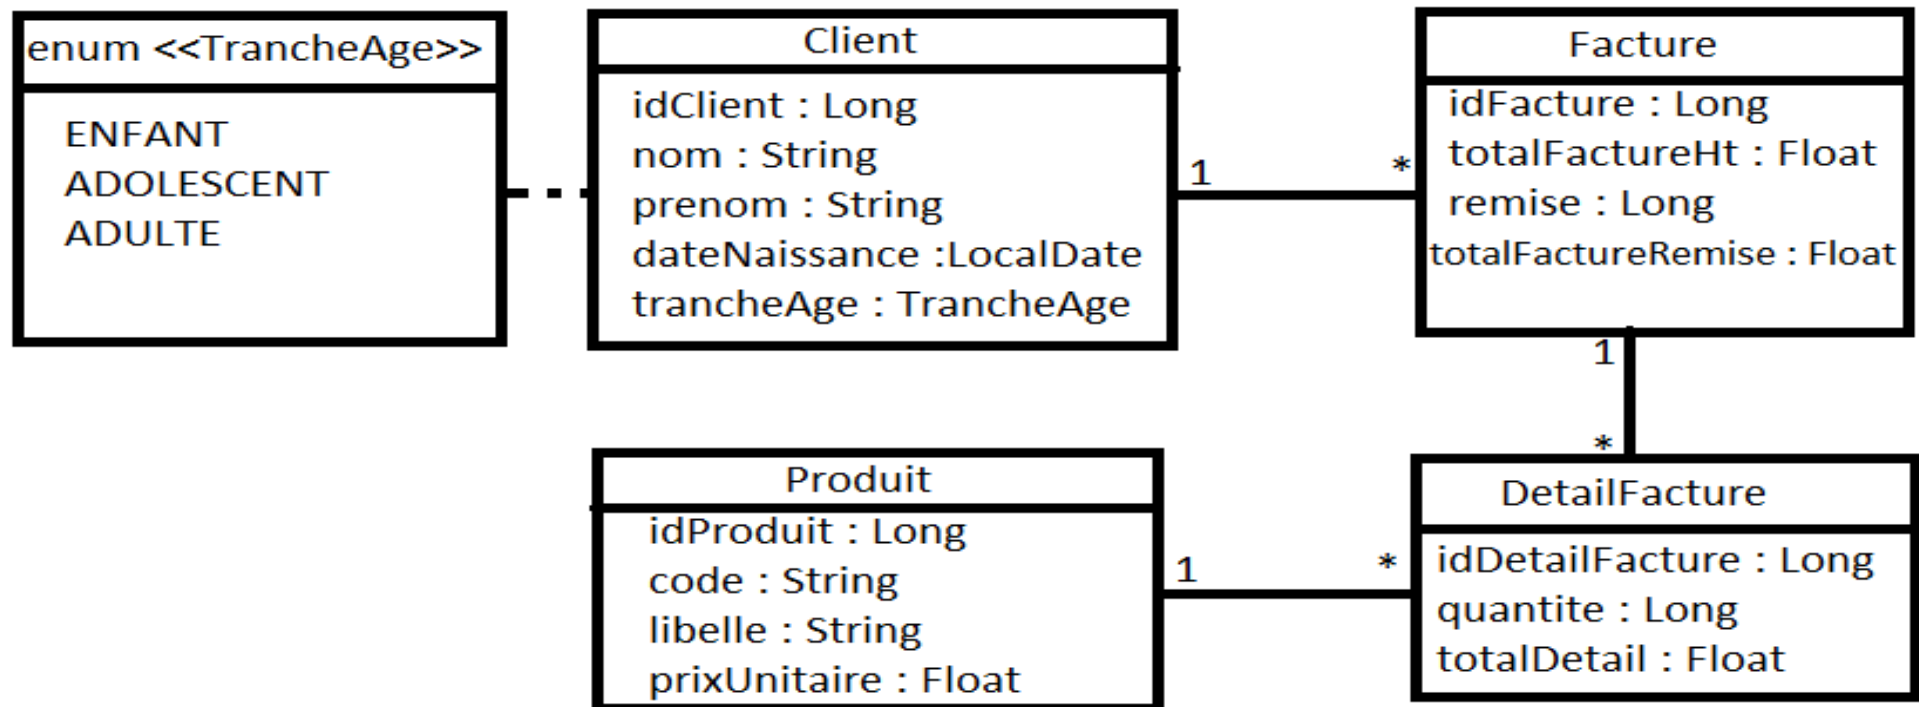 enum <<TrancheAge>>
ENFANT
ADOLESCENT
ADULTE
Client
idClient : Long
nom : String
prenom : String
dateNaissance :LocalDate
trancheAge : TrancheAge
1
*
Facture
idFacture : Long
totalFactureHt : Float
remise : Long
totalFactureRemise : Float
1
*
Produit
idProduit : Long
code : String
libelle : String
prixUnitaire : Float
1
*
DetailFacture
idDetailFacture : Long
quantite : Long
totalDetail : Float